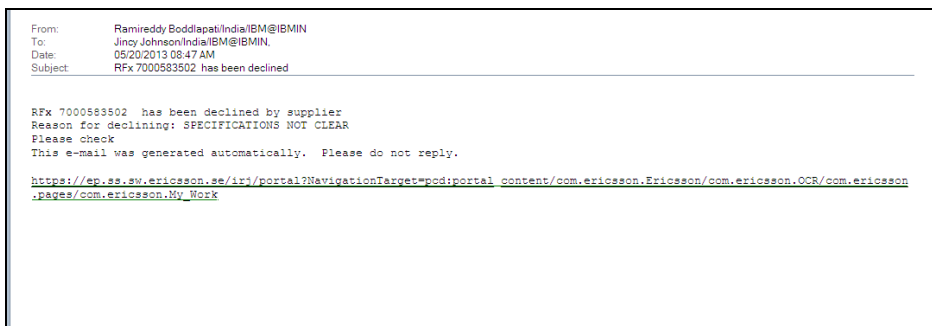 From: Ramireddy Boddlapati/India/IBM@IBMIN
To: Jincy Johnson/India/IBM@IBMIN,
Date: 05/20/2013 08:47 AM
Subject: RFx 7000583502 has been declined
RFx 7000583502 has been declined by supplier
Reason for declining: SPECIFICATIONS NOT CLEAR
Please check
This e-mail was generated automatically. Please do not reply.
https://ep.ss.sw.ericsson.se/irj/portal?NavigationTarget=pcd:portal_content/com.ericsson.Ericsson/com.ericsson.OCR/com.ericsson
.pages/com.ericsson.My_Work